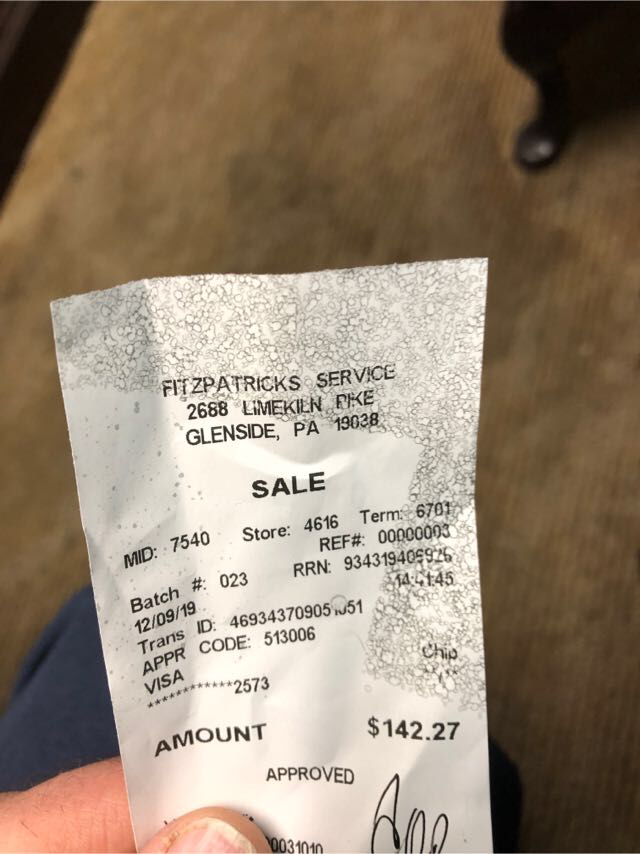 FITZPATRICKS SERVICE
2688 LIMEKILN PIKE
GLENSIDE, PA 19038
SALE
MID: 7540 Store: 4616 Term: 6701
REF#: 00000003
Batch #: 023 RRN:
12/09/19 14:41:45
Trans ID:
APPR CODE: 513006
VISA Chip
************2573
AMOUNT $142.27
APPROVED